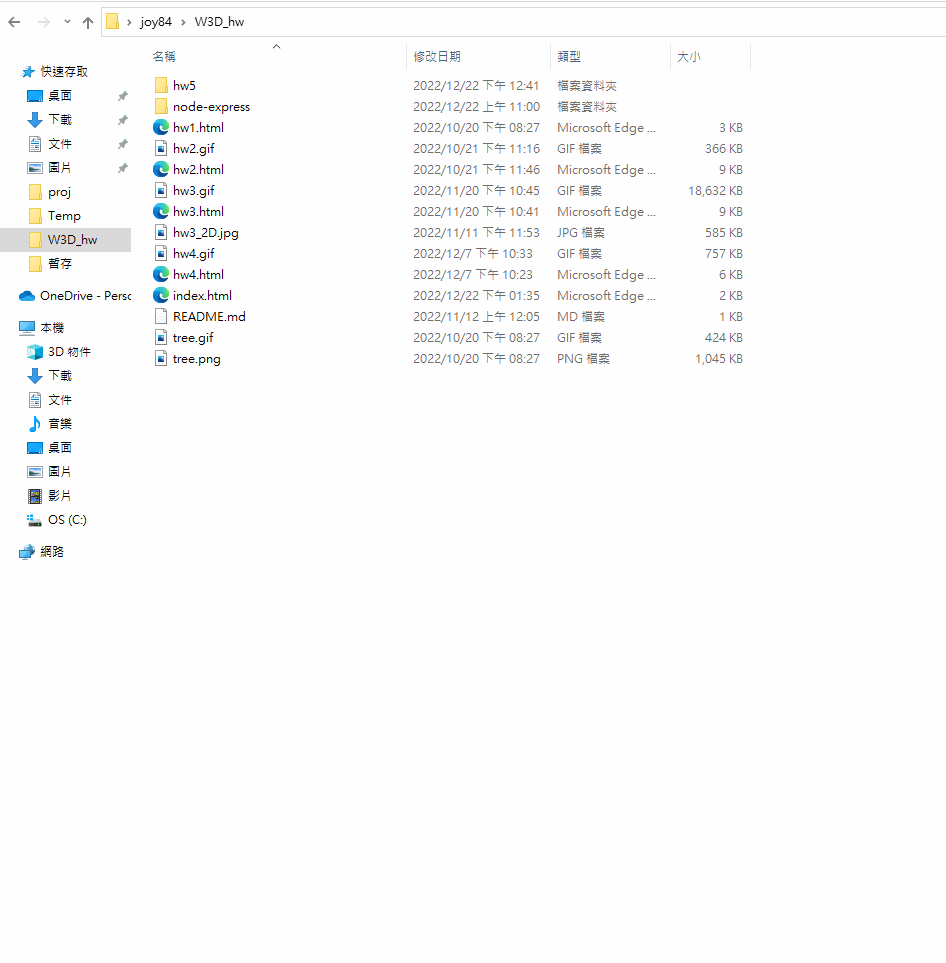 joy84 > W3D_hw
名稱 修改日期 類型 大小
快速存取
桌面
下載
文件
圖片
proj
Temp
W3D_hw
暫存
OneDrive - Persc
本機
3D 物件
下載
文件
音樂
桌面
圖片
影片
OS (C:)
網路
hw5 2022/12/22 下午 12:41 檔案資料夾
node-express 2022/12/22 上午 11:00 檔案資料夾
hw1.html 2022/10/20 下午 08:27 Microsoft Edge ... 3 KB
hw2.gif 2022/10/21 下午 11:16 GIF 檔案 366 KB
hw2.html 2022/10/21 下午 11:46 Microsoft Edge ... 9 KB
hw3.gif 2022/11/20 下午 10:45 GIF 檔案 18,632 KB
hw3.html 2022/11/20 下午 10:41 Microsoft Edge ... 9 KB
hw3_2D.jpg 2022/11/11 下午 11:53 JPG 檔案 585 KB
hw4.gif 2022/12/7 下午 10:33 GIF 檔案 757 KB
hw4.html 2022/12/7 下午 10:23 Microsoft Edge ... 6 KB
index.html 2022/12/22 上午 01:35 Microsoft Edge ... 2 KB
README.md 2022/11/12 上午 12:05 MD 檔案 1 KB
tree.gif 2022/10/20 下午 08:27 GIF 檔案 424 KB
tree.png 2022/10/20 下午 08:27 PNG 檔案 1,045 KB